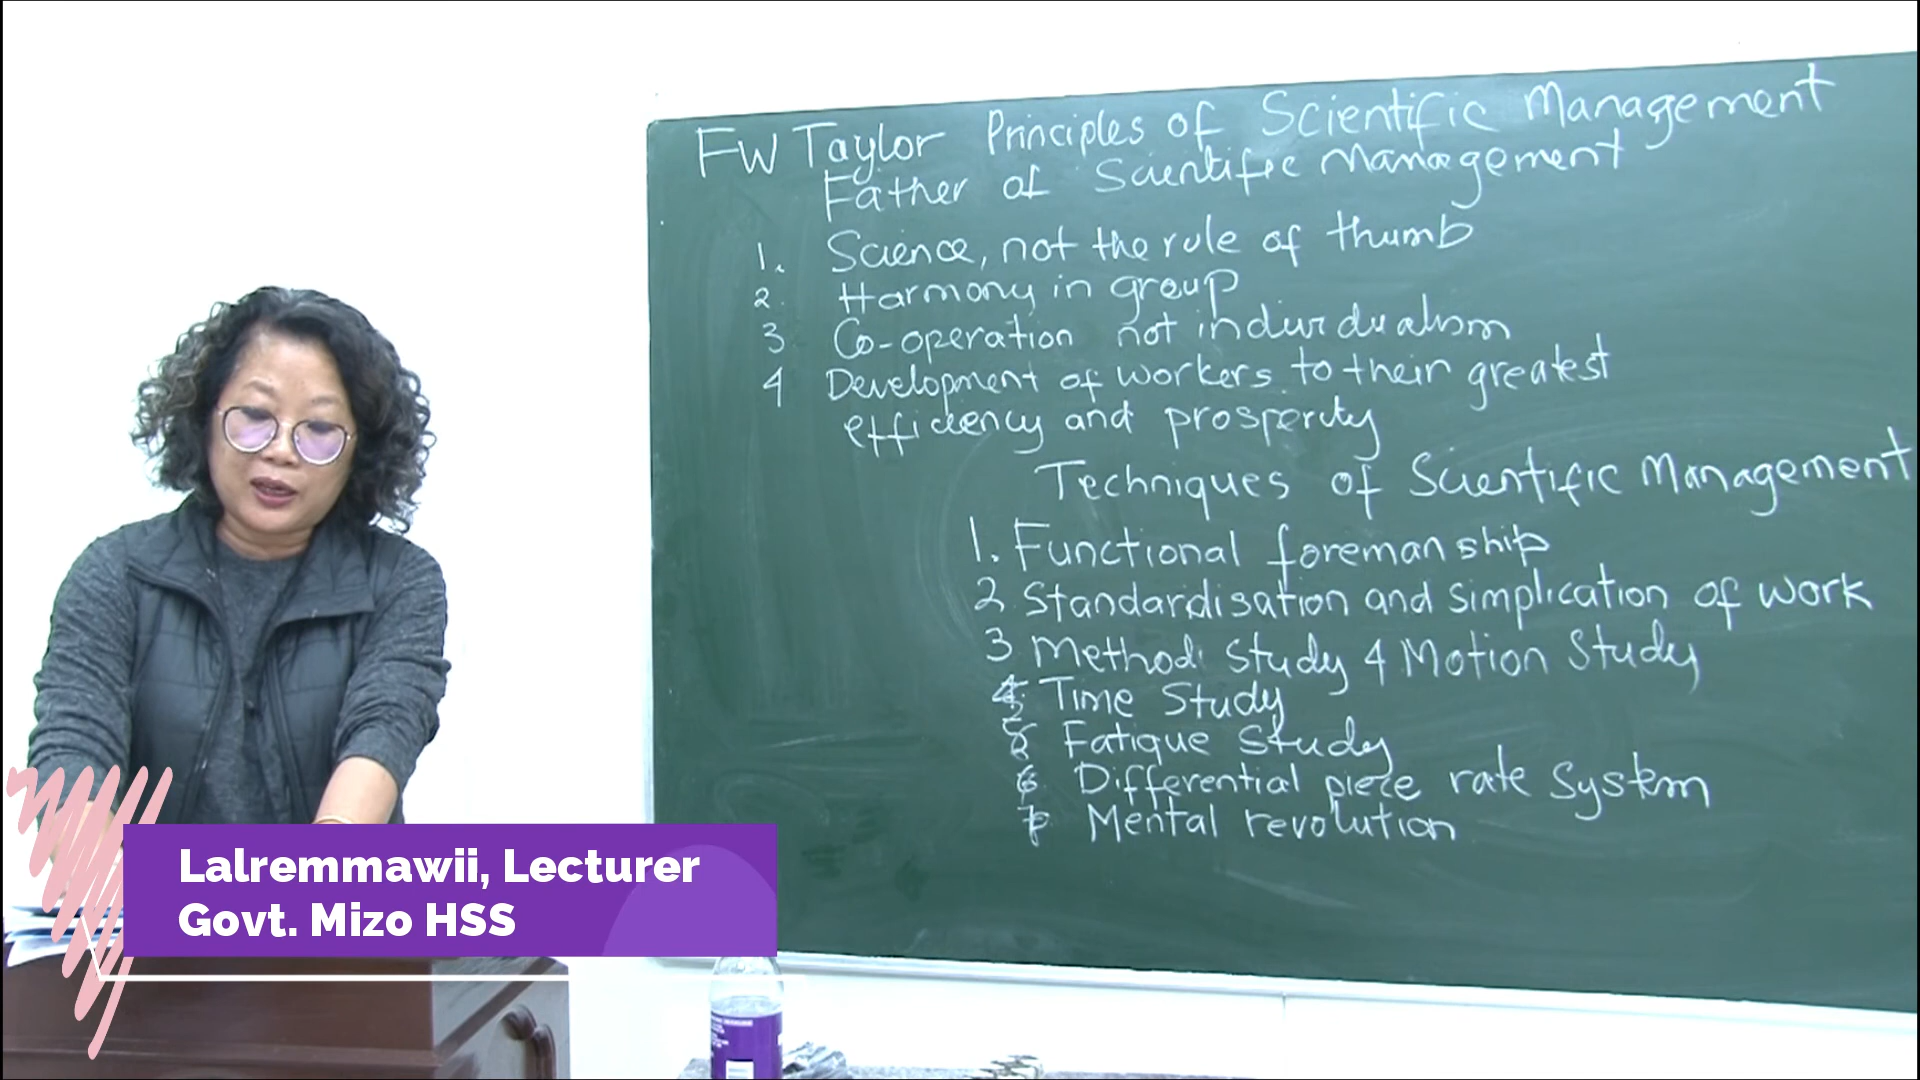 FW Taylor Principles of Scientific Management
Father of Scientific Management
1. Science, not the rule of thumb
2. Harmony in group
3 Co-operation not individualism
4 Development of workers to their greatest
efficiency and prosperity
Techniques of Scientific Management
1. Functional foremanship
2. Standardisation and simplication of work
3 Method Study 4 Motion Study
Time Study
Fatique Study
6 Differential piece rate System
7 Mental revolution
Lalremmawii, Lecturer
Govt. Mizo HSS